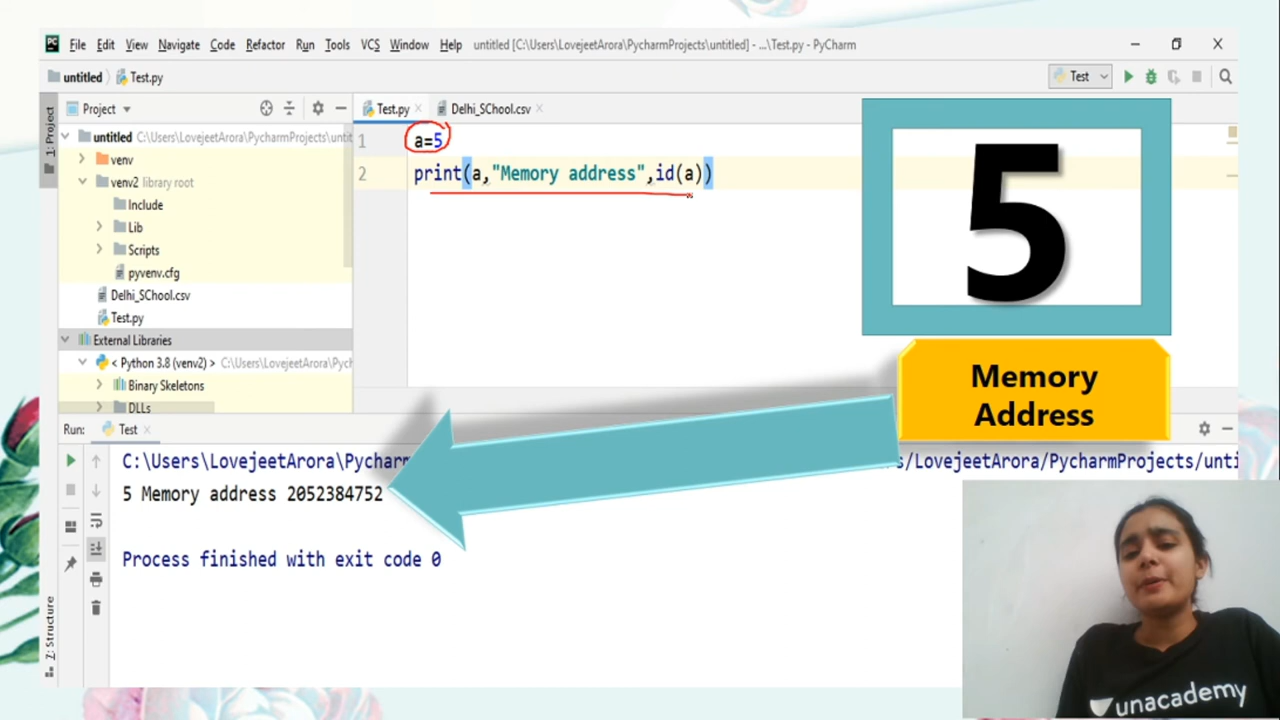 File Edit View Navigate Code Refactor Run Tools VCS Window Help untitled [C:\Users\LovejeetArora\PycharmProjects\untitled] - ...\Test.py - PyCharm
untitled Test.py
Test
1: Project
Project
Test.py
Delhi_SChool.csv
untitled C:\Users\LovejeetArora\PycharmProjects\untit
venv
venv2 library root
Include
Lib
Scripts
pyvenv.cfg
Delhi_SChool.csv
Test.py
External Libraries
< Python 3.8 (venv2) > C:\Users\LovejeetArora\Pych
Binary Skeletons
DLLs
1 a=5
2 print(a,"Memory address",id(a))
5
Memory
Address
Run: Test
C:\Users\LovejeetArora\Pycharm
s/LovejeetArora/PycharmProjects/unti
5 Memory address 2052384752
Process finished with exit code 0
Z: Structure
unacademy